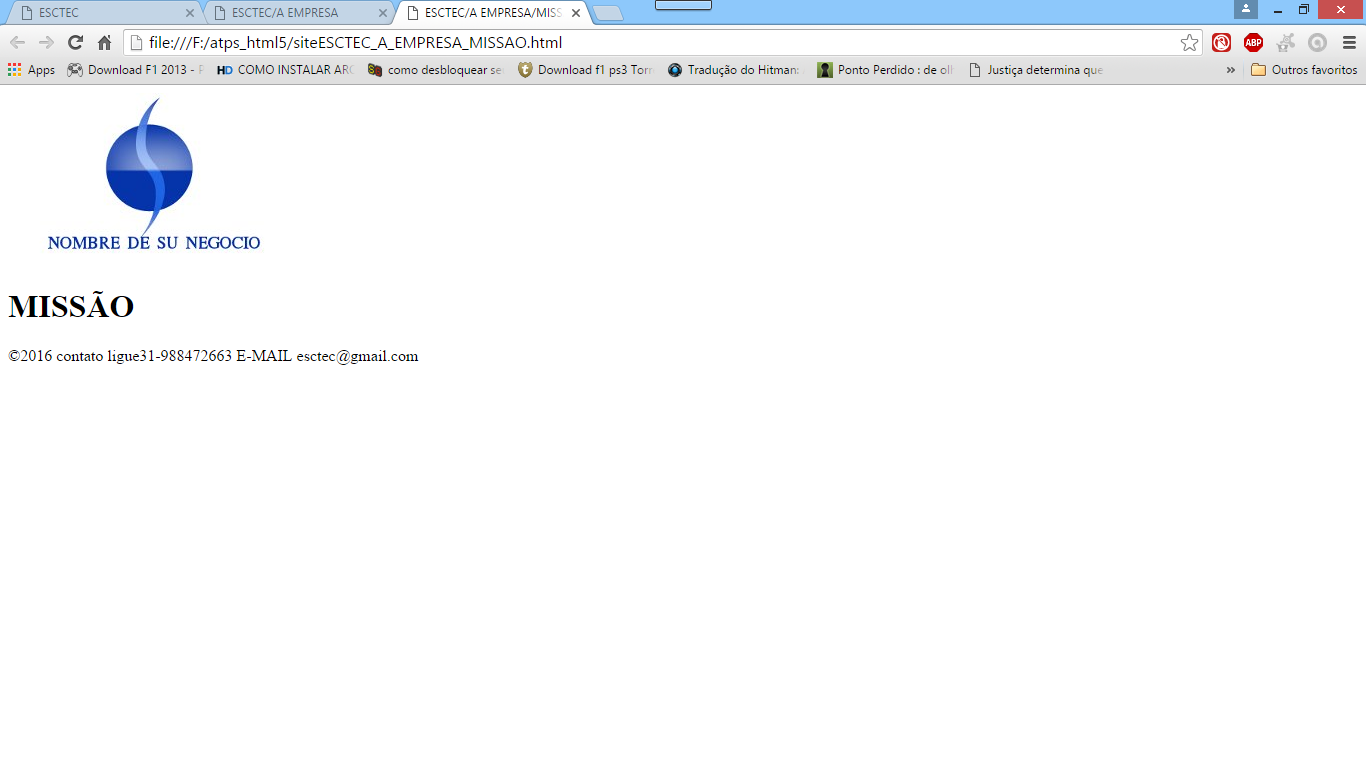 ESCTEC
ESCTEC/A EMPRESA
ESCTEC/A EMPRESA/MISS
file:///F:/atps_html5/siteESCTEC_A_EMPRESA_MISSAO.html
ABP
Apps
Download F1 2013 - P
HD COMO INSTALAR ARC
como desbloquear se
Download f1 ps3 Torr
Tradução do Hitman:
Ponto Perdido : de olh
Justiça determina que
» Outros favoritos
NOMBRE DE SU NEGOCIO
MISSÃO
©2016 contato ligue31-988472663 E-MAIL esctec@gmail.com